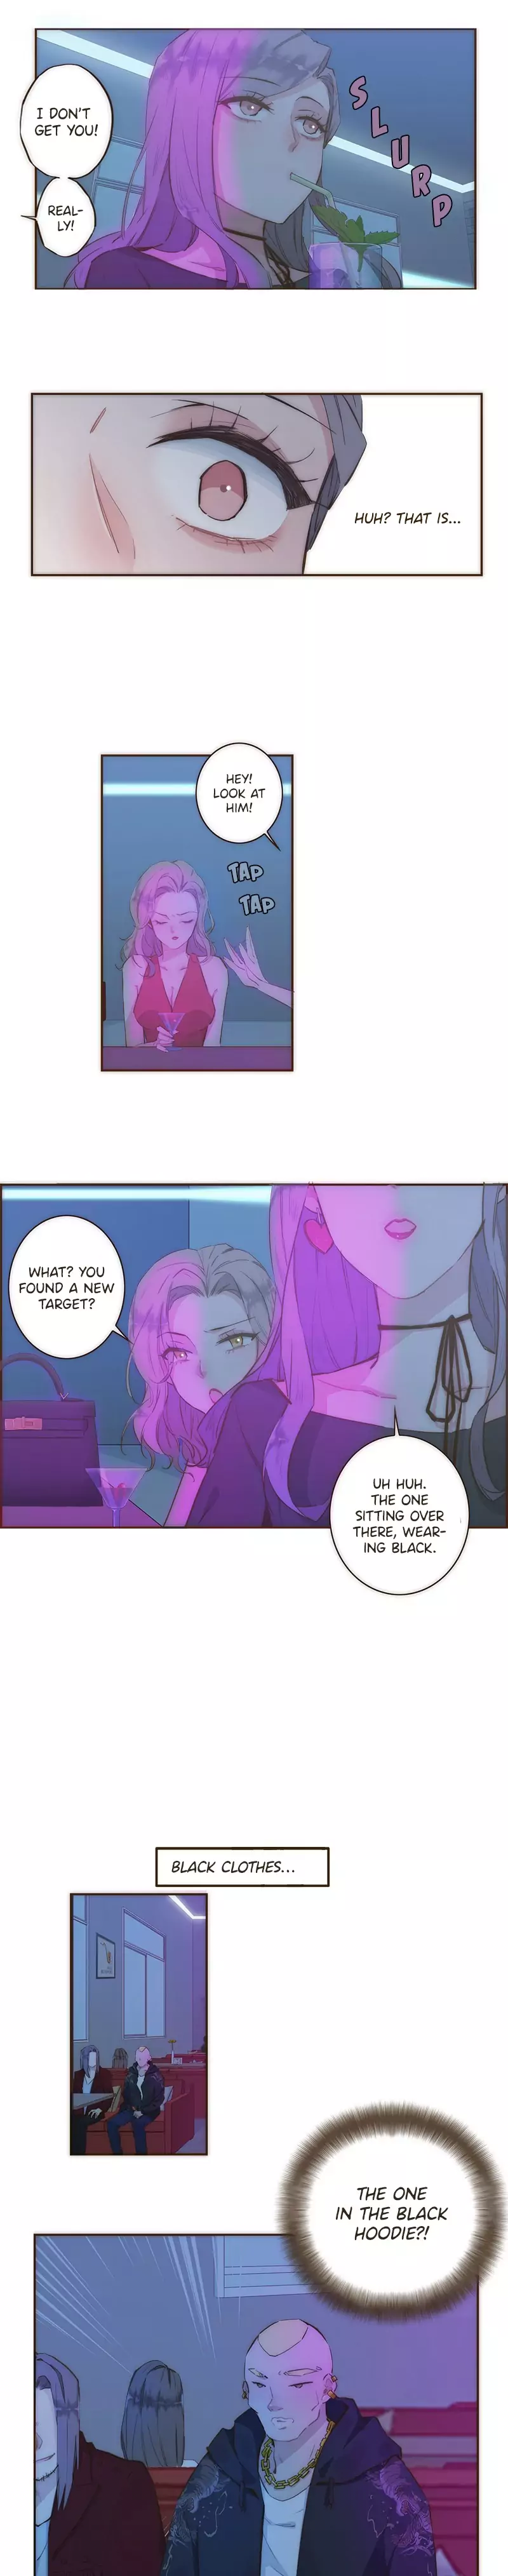 I DON'T
GET YOU!
REAL-
LY!
SLURP
HUH? THAT IS...
HEY!
LOOK AT
HIM!
TAP
TAP
WHAT? YOU
FOUND A NEW
TARGET?
UH HUH.
THE ONE
SITTING OVER
THERE, WEAR-
ING BLACK.
BLACK CLOTHES...
THE ONE
IN THE BLACK
HOODIE?!